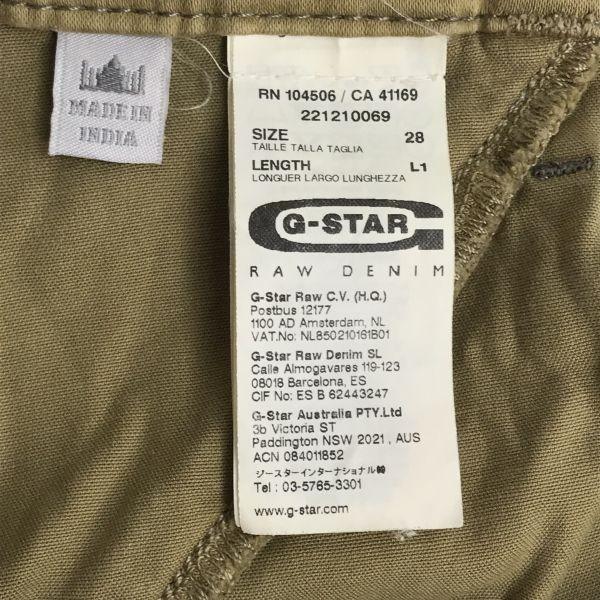 MADE IN
INDIA
RN 104506 / CA 41169
221210069
SIZE 28
TAILLE TALLA TAGLIA
LENGTH L1
LONGUER LARGO LUNGHEZZA
G-STAR
RAW DENIM
G-Star Raw C.V. (H.Q.)
Postbus 12177
1100 AD Amsterdam, NL
VAT.No: NL850210161B01
G-Star Raw Denim SL
Calle Almogavares 119-123
08018 Barcelona, ES
CIF No: ES B 62443247
G-Star Australia PTY.Ltd
3b Victoria ST
Paddington NSW 2021 , AUS
ACN 084011852
ジースターインターナショナル㈱
Tel : 03-5765-3301
www.g-star.com